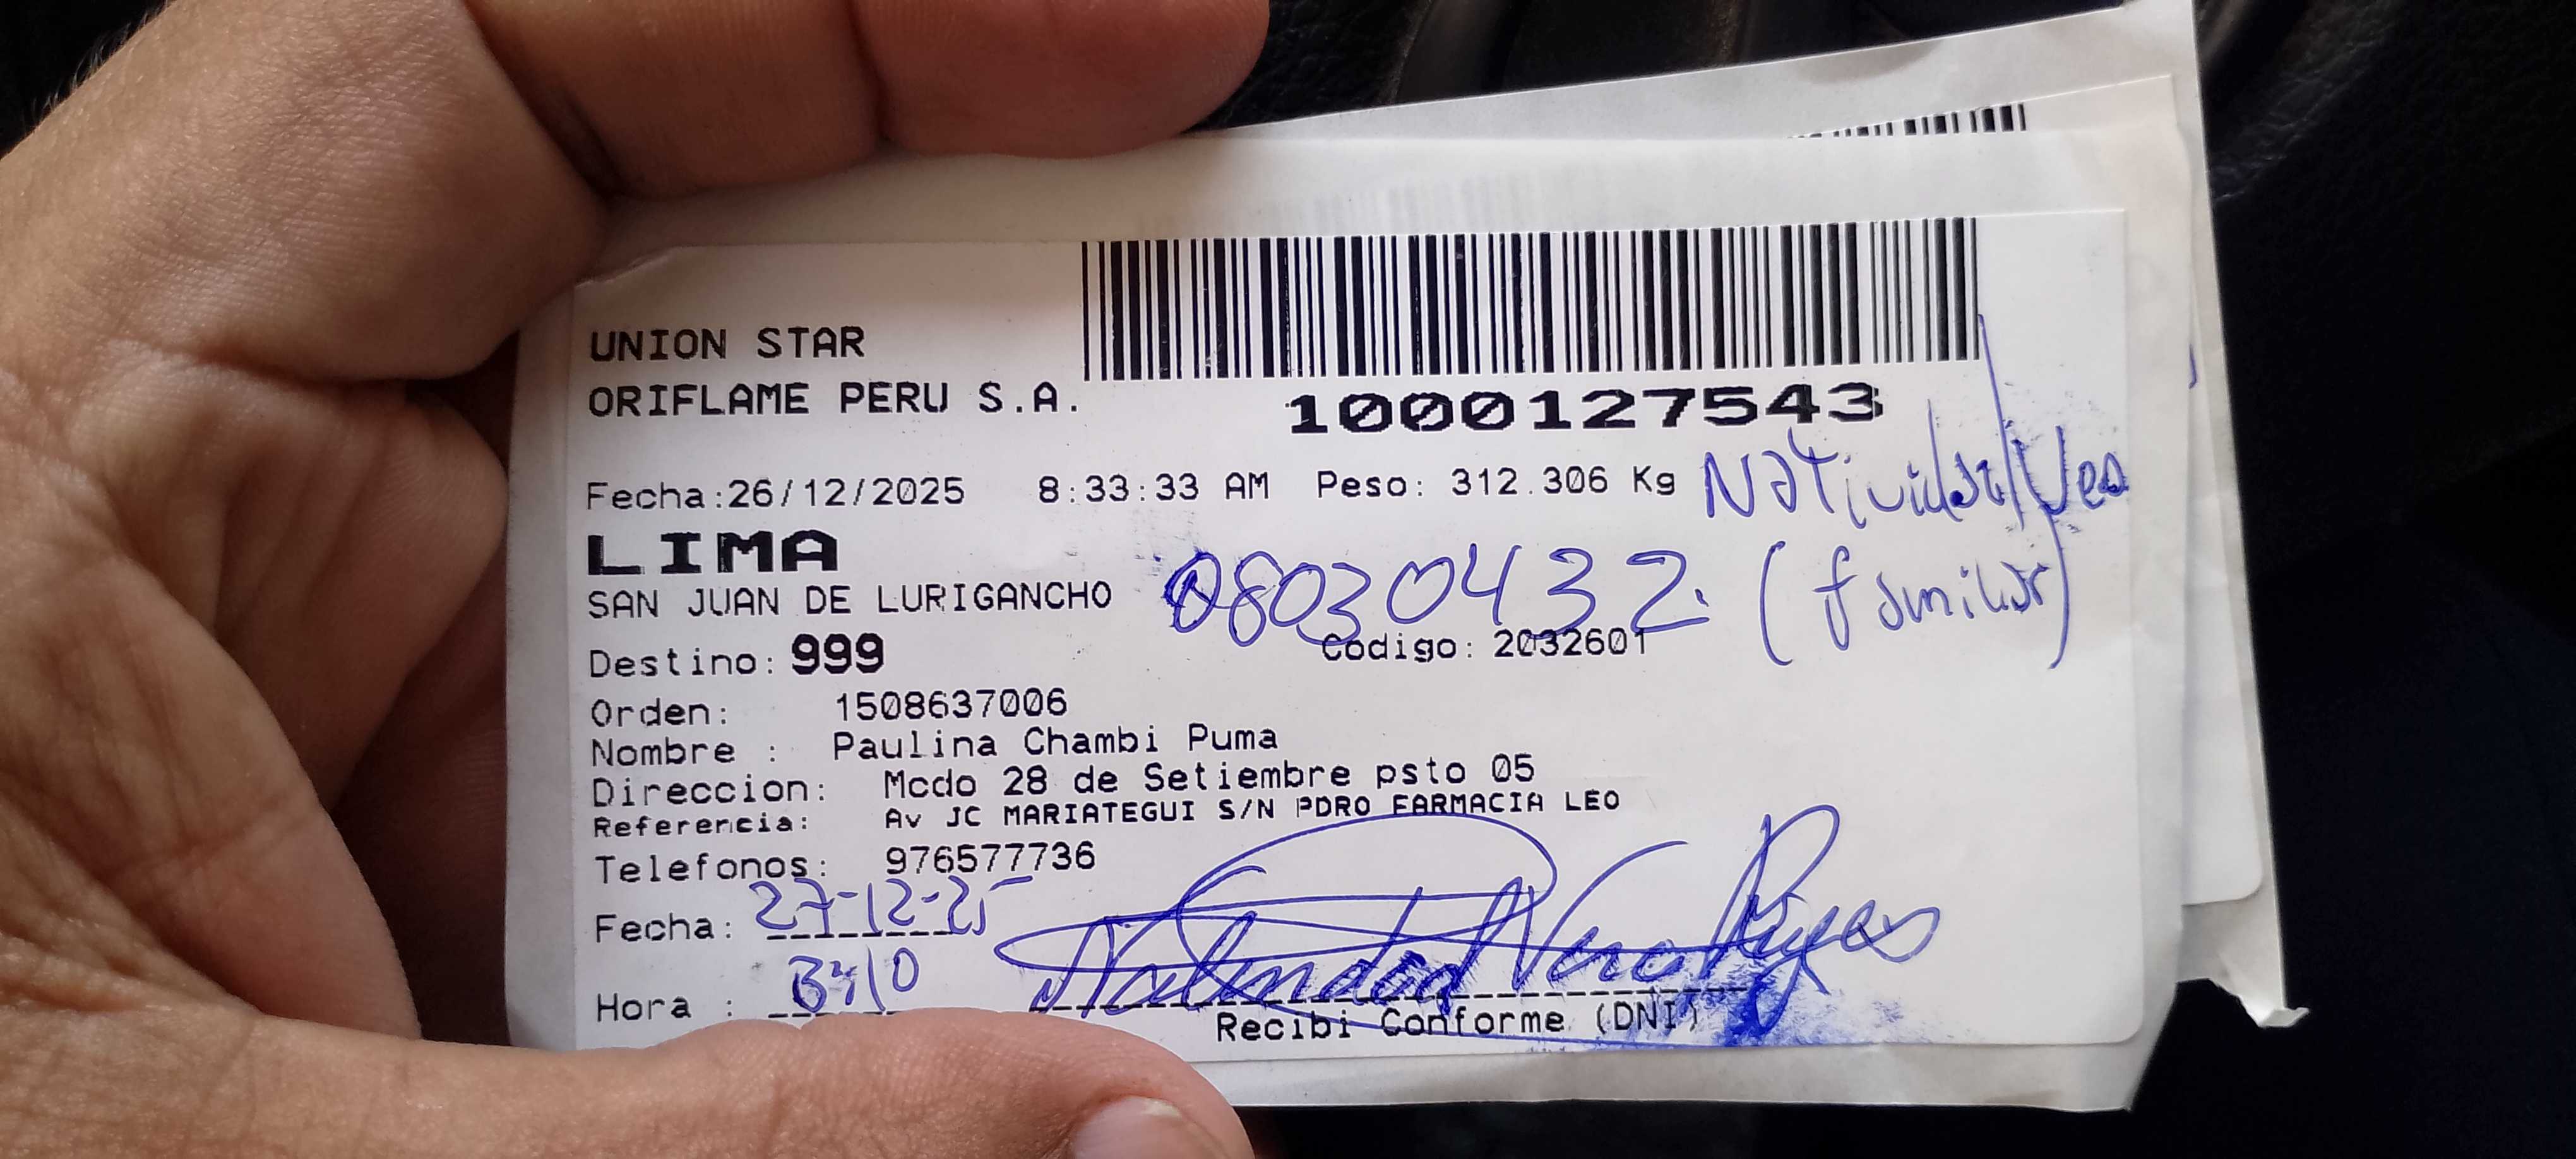 UNION STAR
ORIFLAME PERU S.A.
1000127543
Fecha:26/12/2025 8:33:33 AM Peso: 312.306 Kg
Natividad
LIMA
SAN JUAN DE LURIGANCHO
08030432 (familiar)
Destino: 999 Codigo: 2032601
Orden: 1508637006
Nombre : Paulina Chambi Puma
Direccion: Mcdo 28 de Setiembre psto 05
Referencia: Av JC MARIATEGUI S/N PDRO FARMACIA LEO
Telefonos: 976577736
Fecha: 27-12-25
Hora :
Recibi Conforme (DNI)